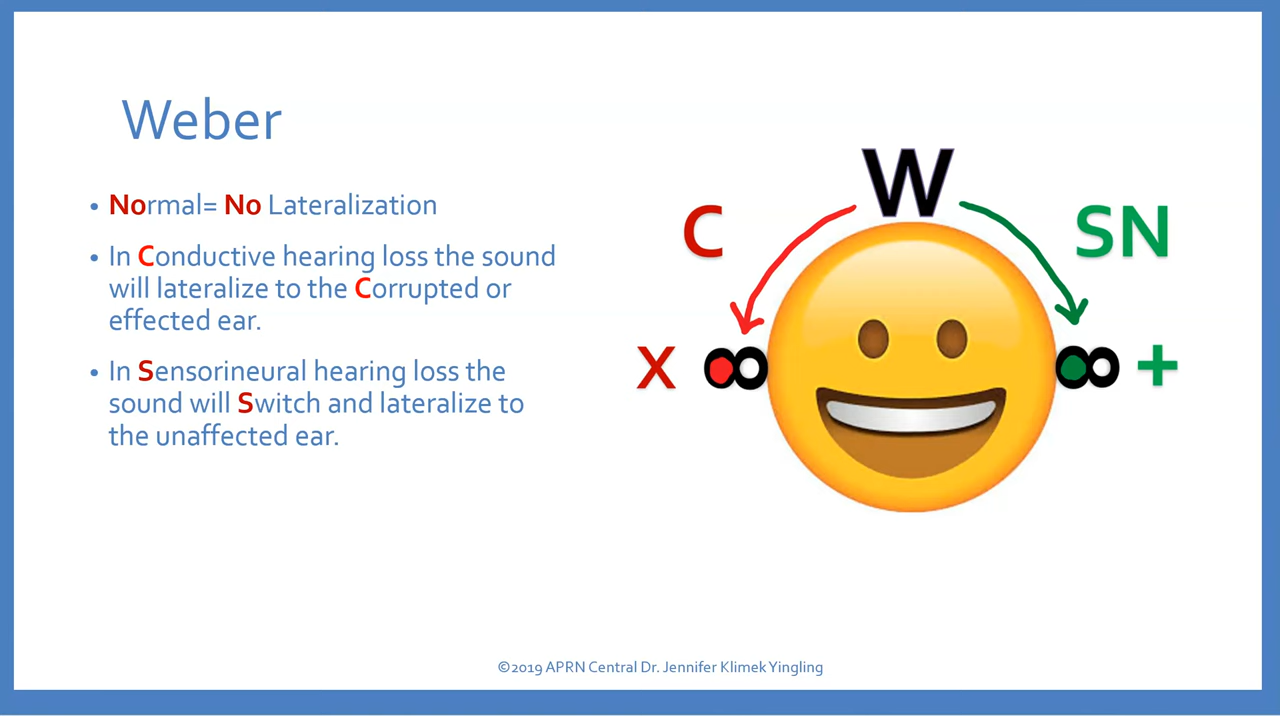 Weber
• Normal= No Lateralization
• In Conductive hearing loss the sound
will lateralize to the Corrupted or
effected ear.
• In Sensorineural hearing loss the
sound will Switch and lateralize to
the unaffected ear.
W
C
SN
X
+
©2019 APRN Central Dr. Jennifer Klimek Yingling